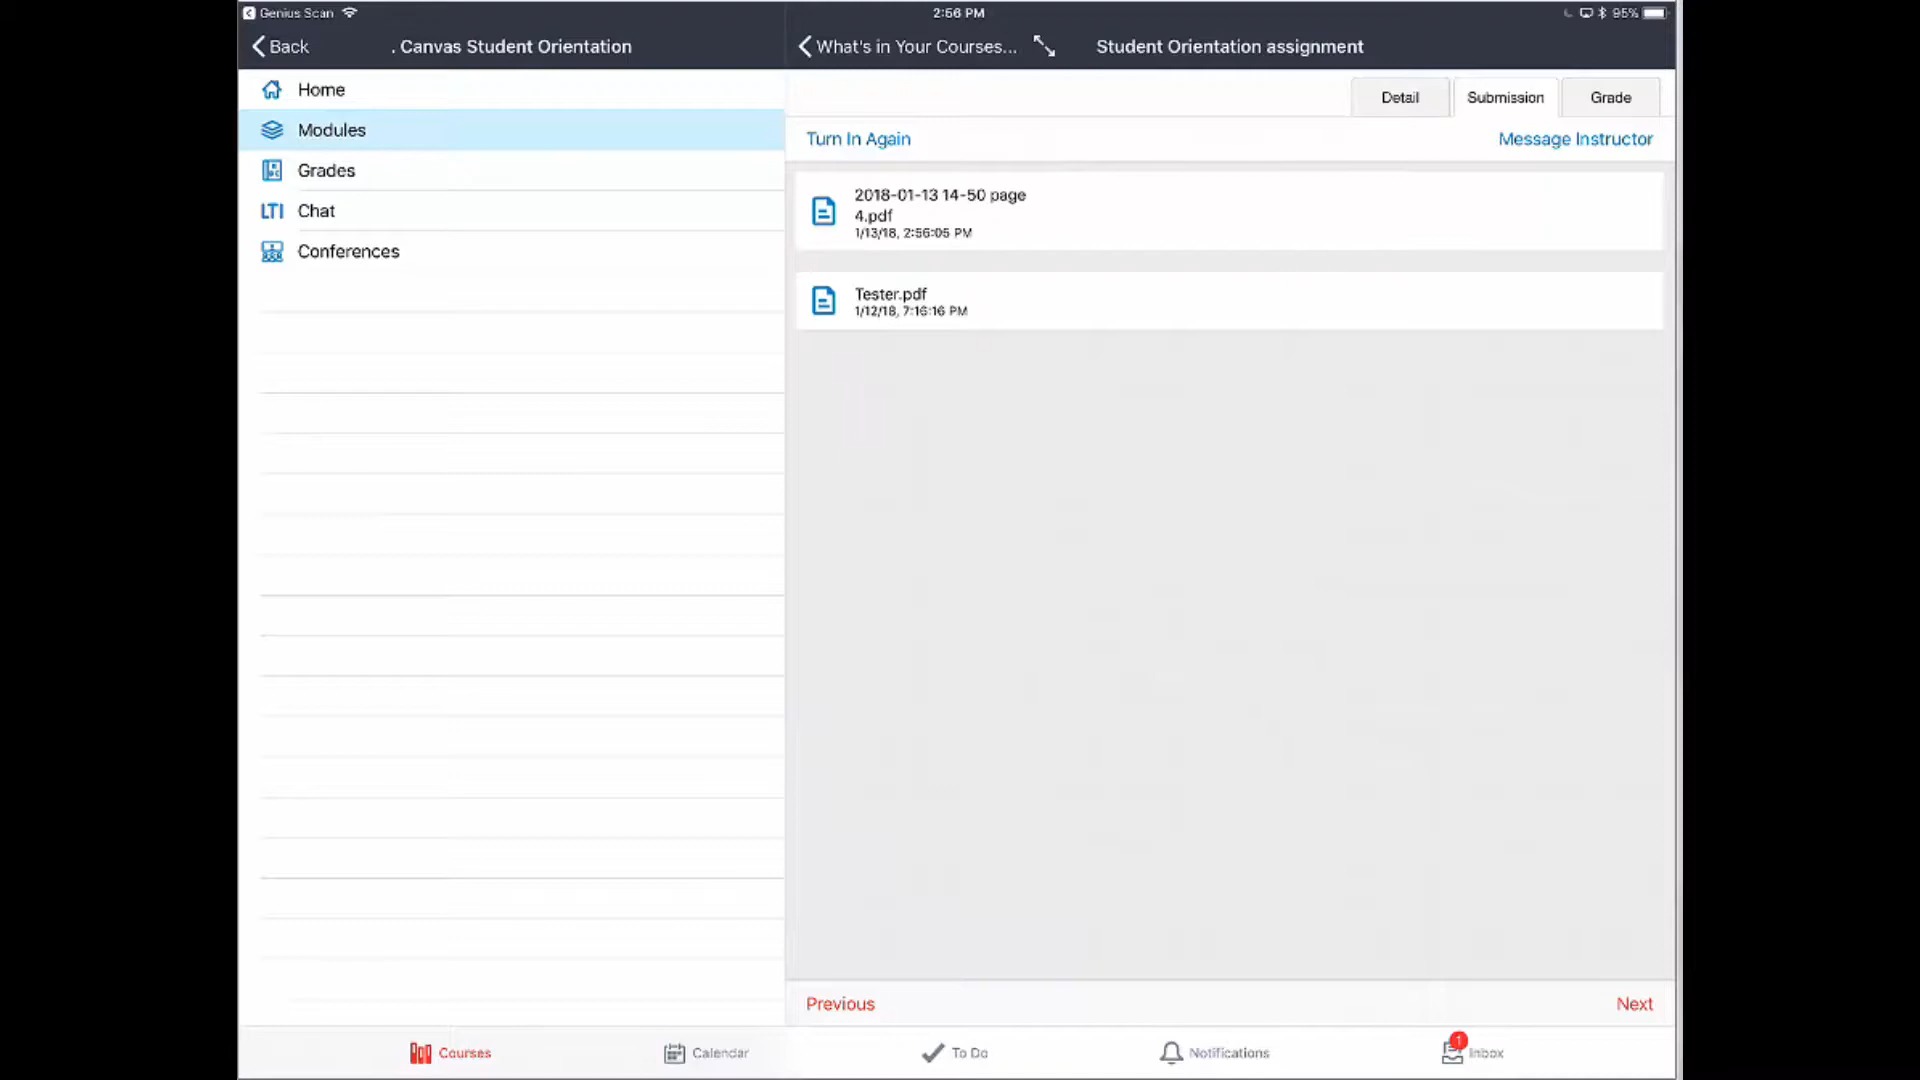 Genius Scan
2:56 PM
95%
Back
. Canvas Student Orientation
What's in Your Courses...
Student Orientation assignment
Home
Modules
Grades
LTI Chat
Conferences
Detail
Submission
Grade
Turn In Again
Message Instructor
2018-01-13 14-50 page
4.pdf
1/13/18, 2:56:05 PM
Tester.pdf
1/12/18, 7:16:16 PM
Previous
Next
Courses
Calendar
To Do
Notifications
1
Inbox